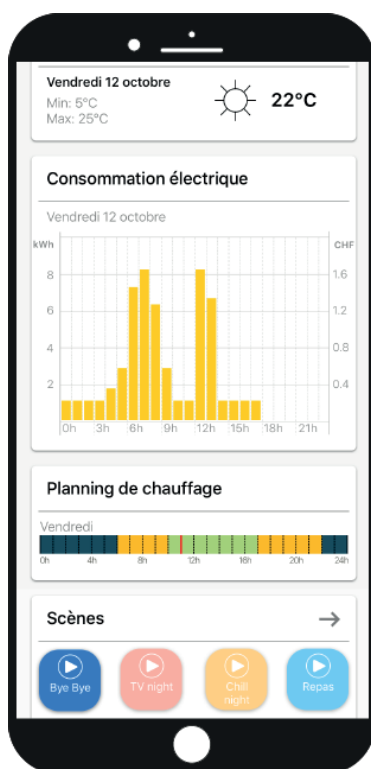 Vendredi 12 octobre
Min: 5°C
Max: 25°C
22°C
Consommation électrique
Vendredi 12 octobre
kWh CHF
8 1.6
6 1.2
4 0.8
2 0.4
0h 3h 6h 9h 12h 15h 18h 21h
Planning de chauffage
Vendredi
0h 4h 8h 12h 16h 20h 24h
Scènes
Bye Bye TV night Chill night Repas